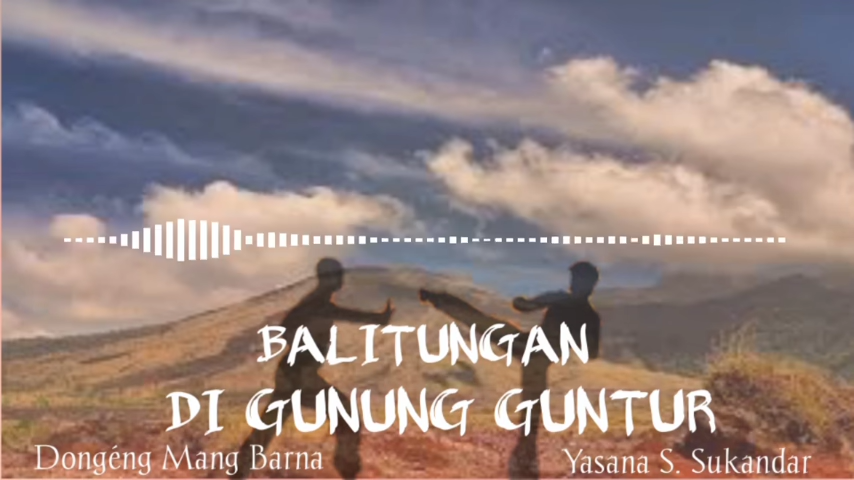 BALITUNGAN
DI GUNUNG GUNTUR
Dongéng Mang Barna
Yasana S. Sukandar